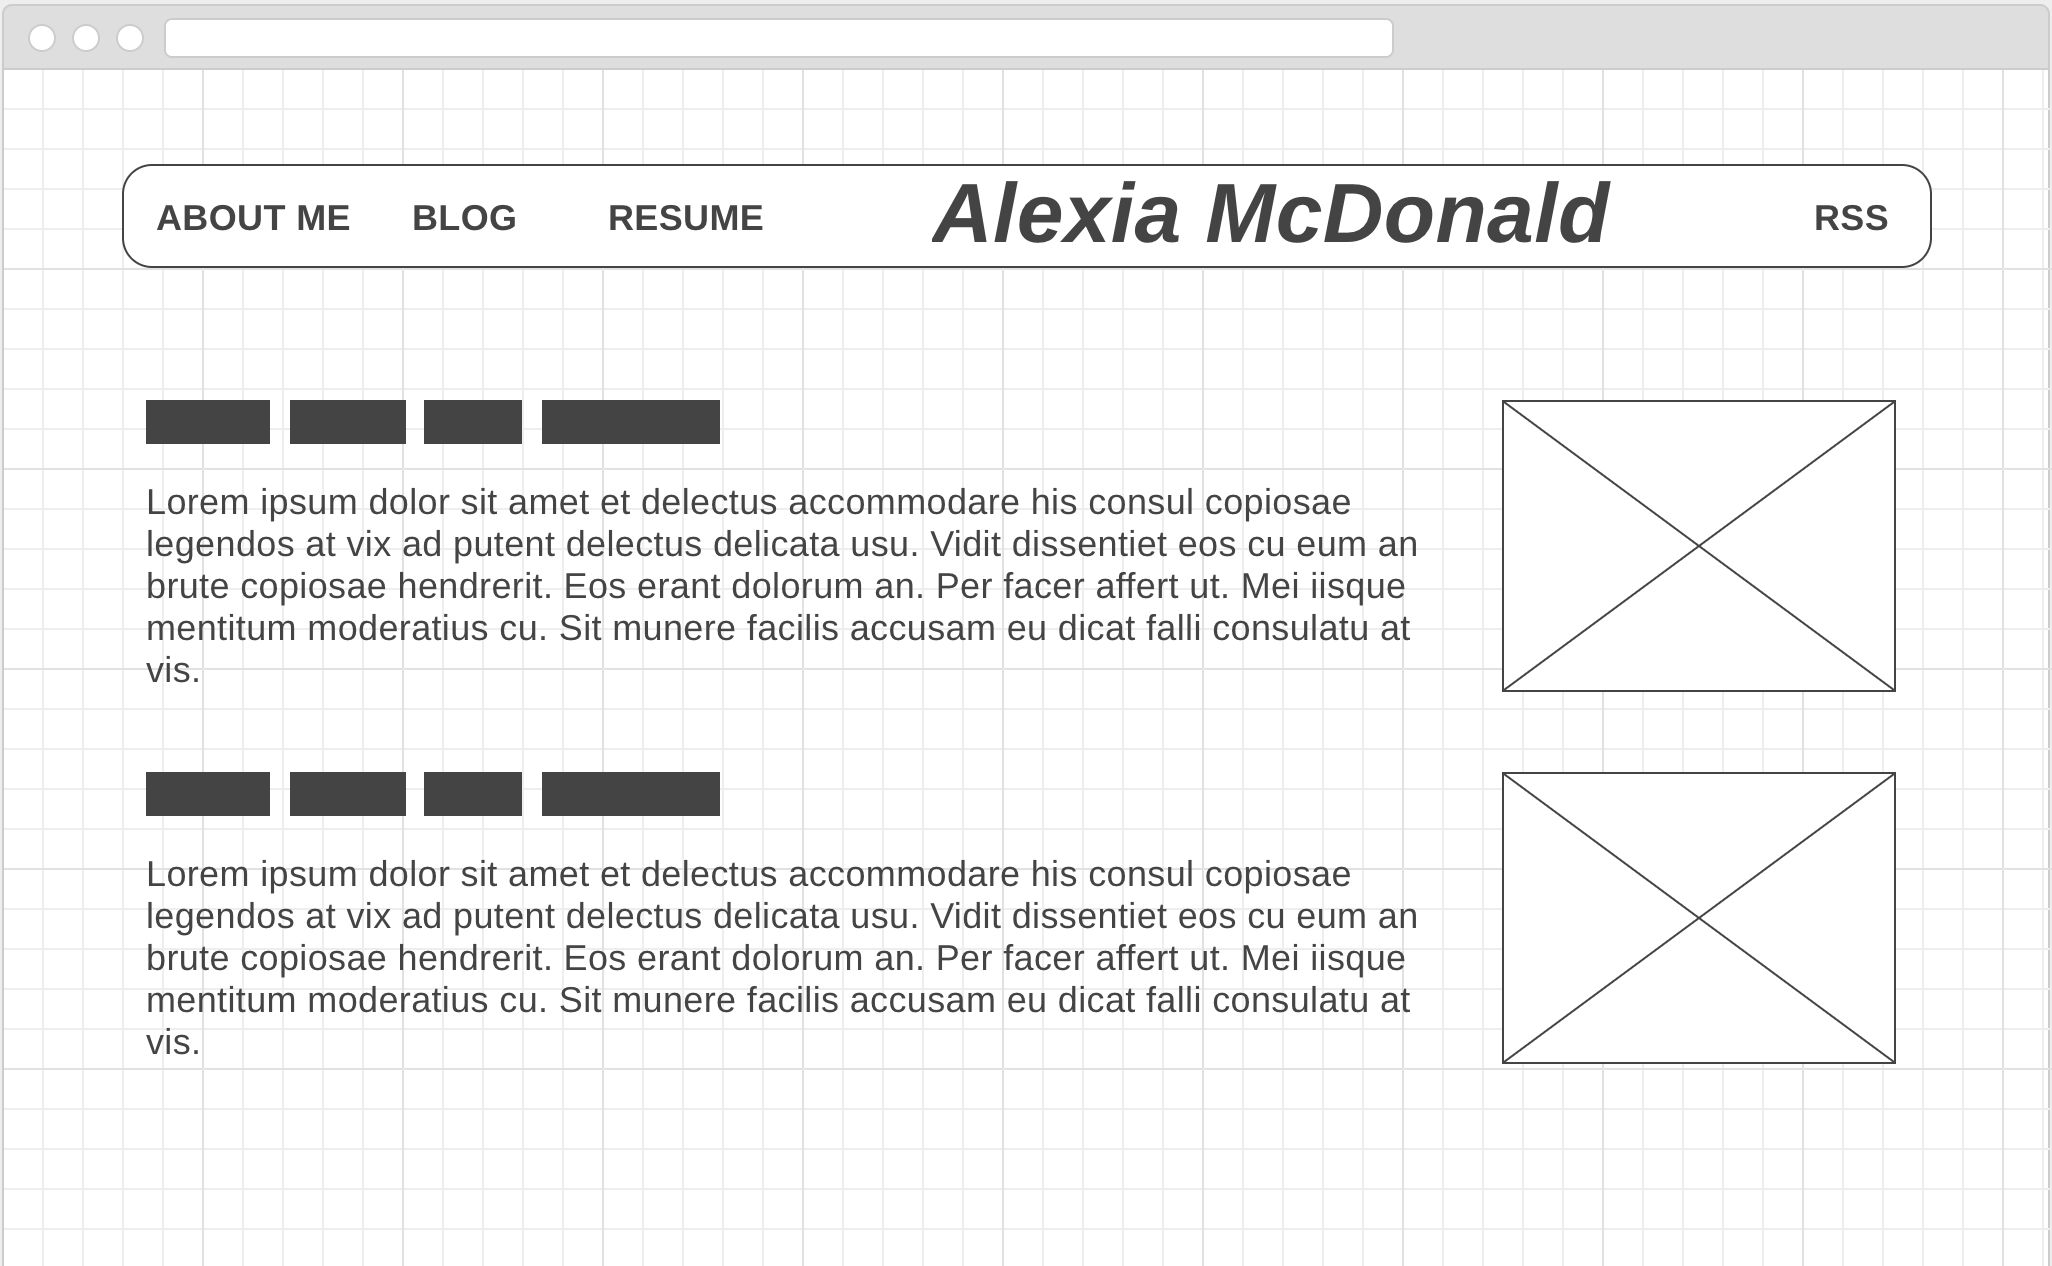 ABOUT ME BLOG RESUME Alexia McDonald RSS
Lorem ipsum dolor sit amet et delectus accommodare his consul copiosae
legendos at vix ad putent delectus delicata usu. Vidit dissentiet eos cu eum an
brute copiosae hendrerit. Eos erant dolorum an. Per facer affert ut. Mei iisque
mentitum moderatius cu. Sit munere facilis accusam eu dicat falli consulatu at
vis.
Lorem ipsum dolor sit amet et delectus accommodare his consul copiosae
legendos at vix ad putent delectus delicata usu. Vidit dissentiet eos cu eum an
brute copiosae hendrerit. Eos erant dolorum an. Per facer affert ut. Mei iisque
mentitum moderatius cu. Sit munere facilis accusam eu dicat falli consulatu at
vis.